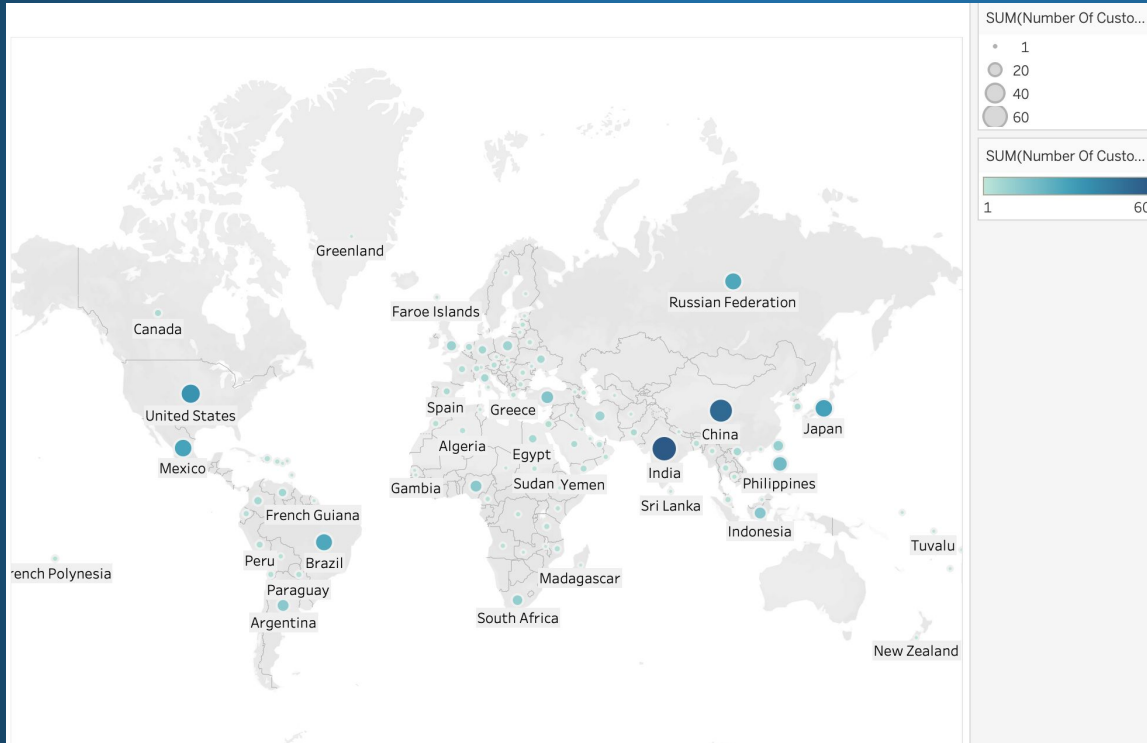 SUM(Number Of Custo...
1
20
40
60
SUM(Number Of Custo...
1 60
Greenland
Faroe Islands
Russian Federation
Canada
United States
Spain
Greece
China
Japan
Mexico
Algeria
Egypt
India
Gambia
Sudan
Yemen
Philippines
Sri Lanka
French Guiana
Indonesia
Tuvalu
Peru
Brazil
rench Polynesia
Madagascar
Paraguay
South Africa
Argentina
New Zealand